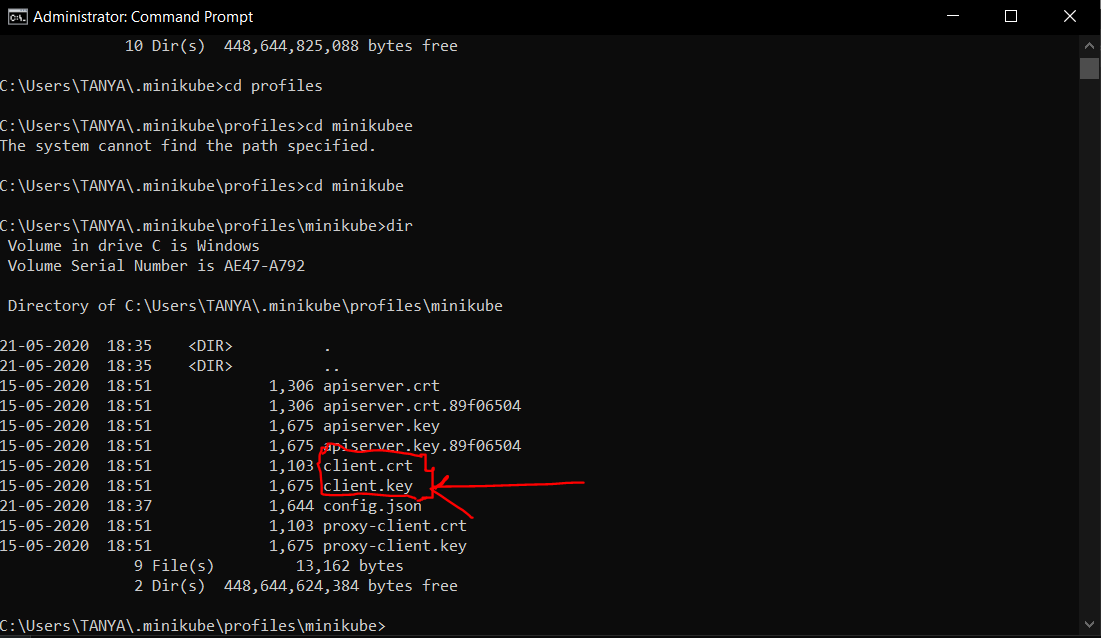 Administrator: Command Prompt
10 Dir(s)  448,644,825,088 bytes free
C:\Users\TANYA\.minikube>cd profiles
C:\Users\TANYA\.minikube\profiles>cd minikubee
The system cannot find the path specified.
C:\Users\TANYA\.minikube\profiles>cd minikube
C:\Users\TANYA\.minikube\profiles\minikube>dir
Volume in drive C is Windows
Volume Serial Number is AE47-A792
Directory of C:\Users\TANYA\.minikube\profiles\minikube
21-05-2020  18:35    <DIR>          .
21-05-2020  18:35    <DIR>          ..
15-05-2020  18:51             1,306 apiserver.crt
15-05-2020  18:51             1,306 apiserver.crt.89f06504
15-05-2020  18:51             1,675 apiserver.key
15-05-2020  18:51             1,675 apiserver.key.89f06504
15-05-2020  18:51             1,103 client.crt
15-05-2020  18:51             1,675 client.key
21-05-2020  18:37             1,644 config.json
15-05-2020  18:51             1,103 proxy-client.crt
15-05-2020  18:51             1,675 proxy-client.key
9 File(s)         13,162 bytes
2 Dir(s)  448,644,624,384 bytes free
C:\Users\TANYA\.minikube\profiles\minikube>